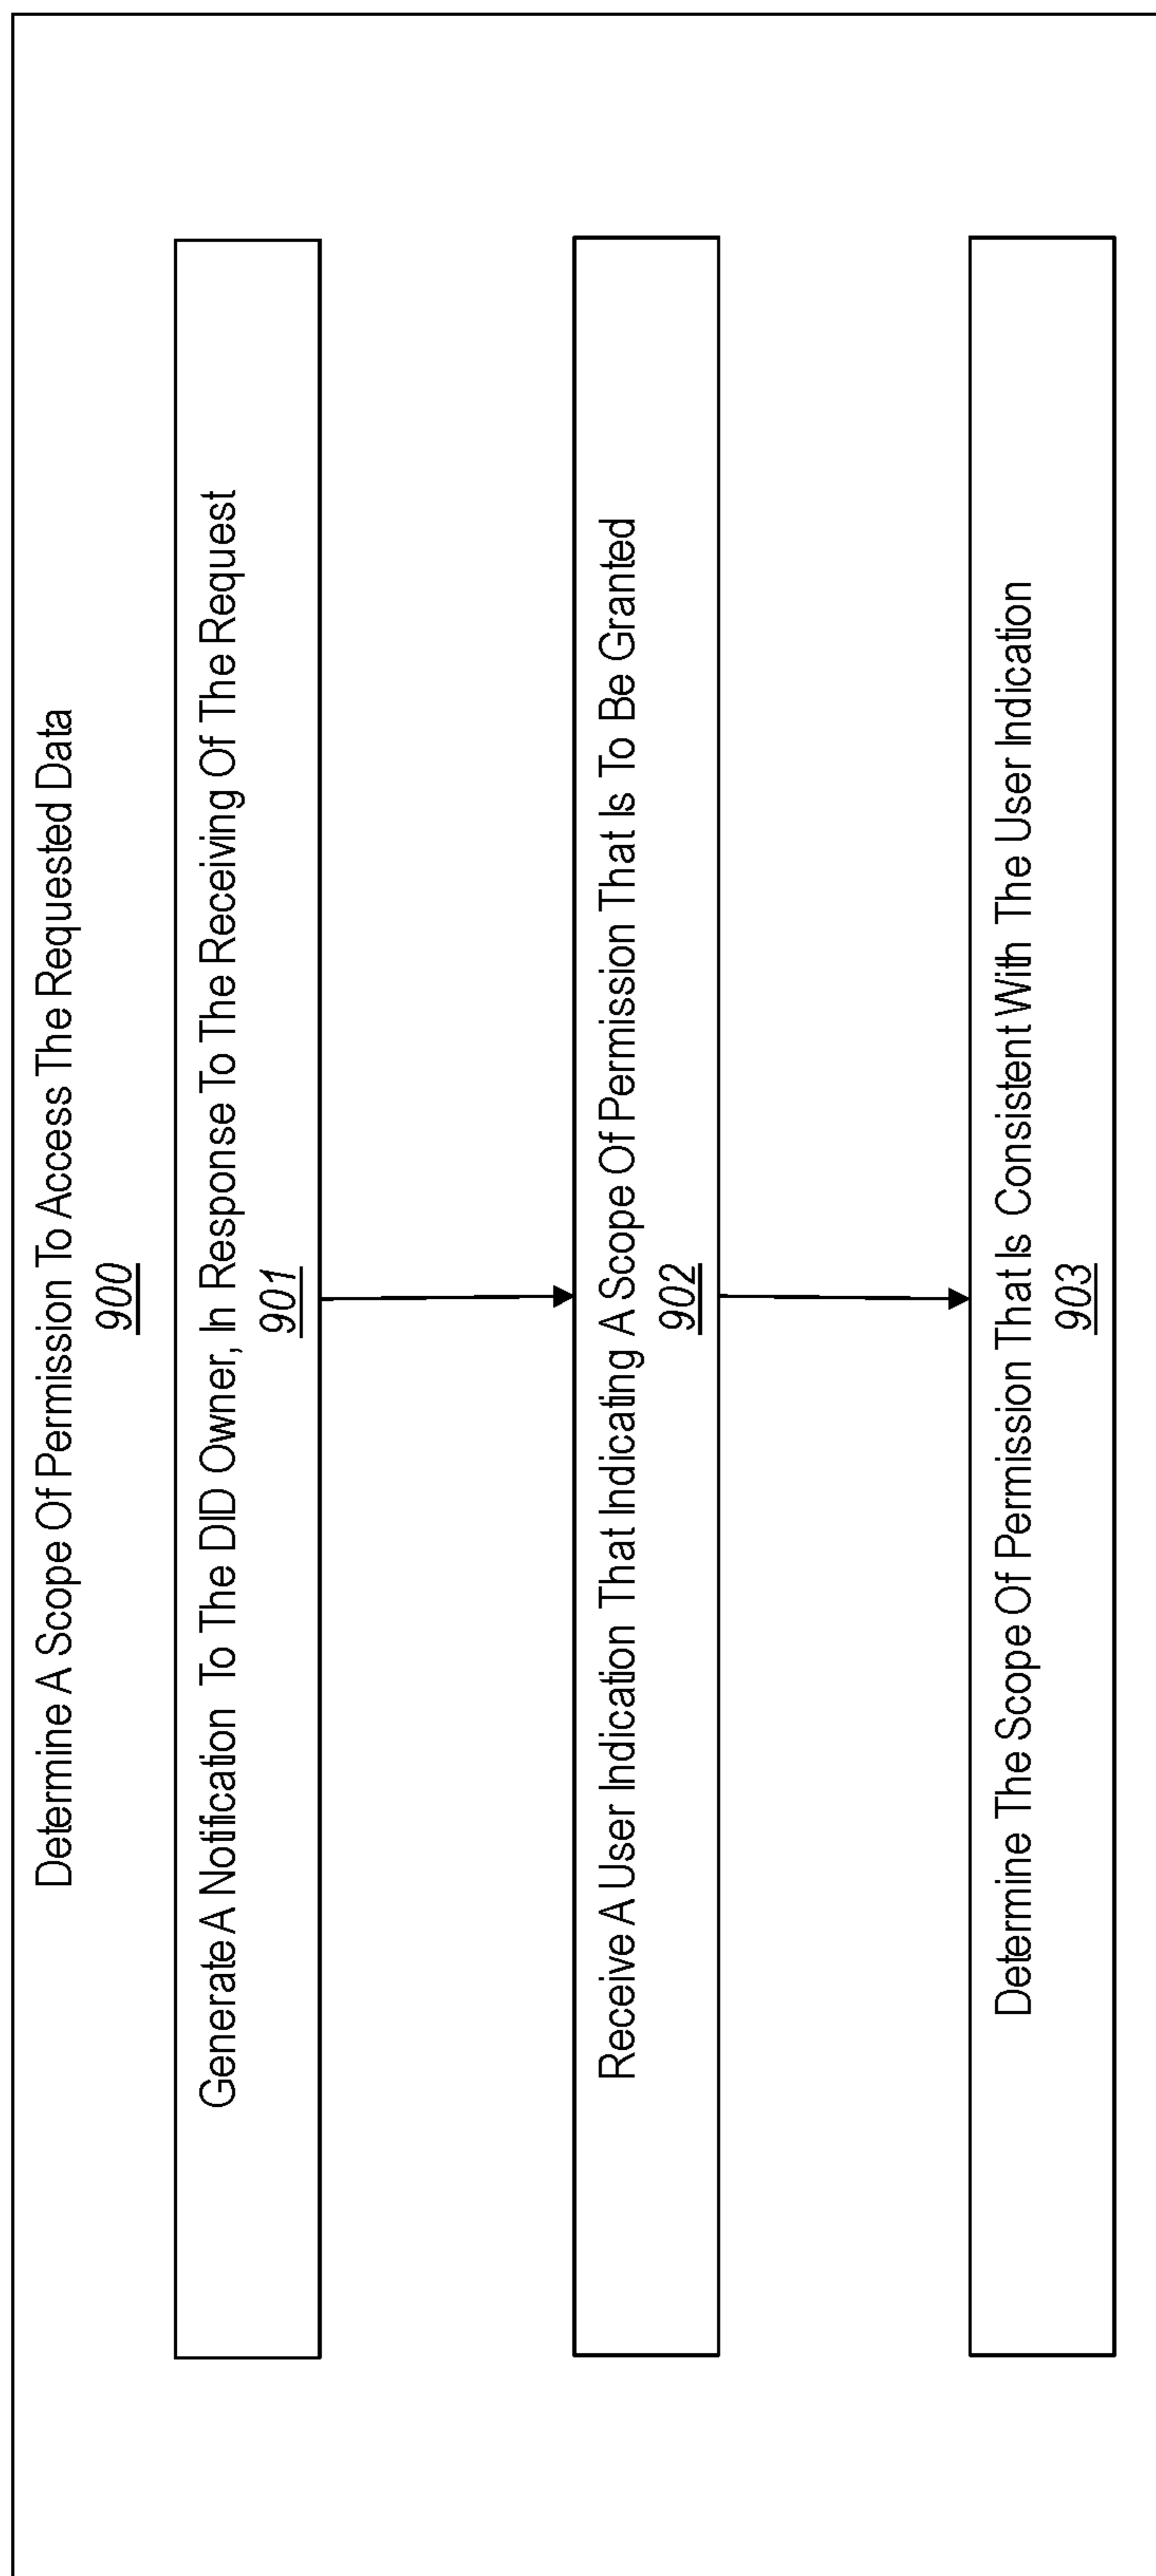 Determine A Scope Of Permission To Access The Requested Data
900
Generate A Notification To The DID Owner, In Response To The Receiving Of The Request
901
Receive A User Indication That Indicating A Scope Of Permission That Is To Be Granted
902
Determine The Scope Of Permission That Is Consistent With The User Indication
903